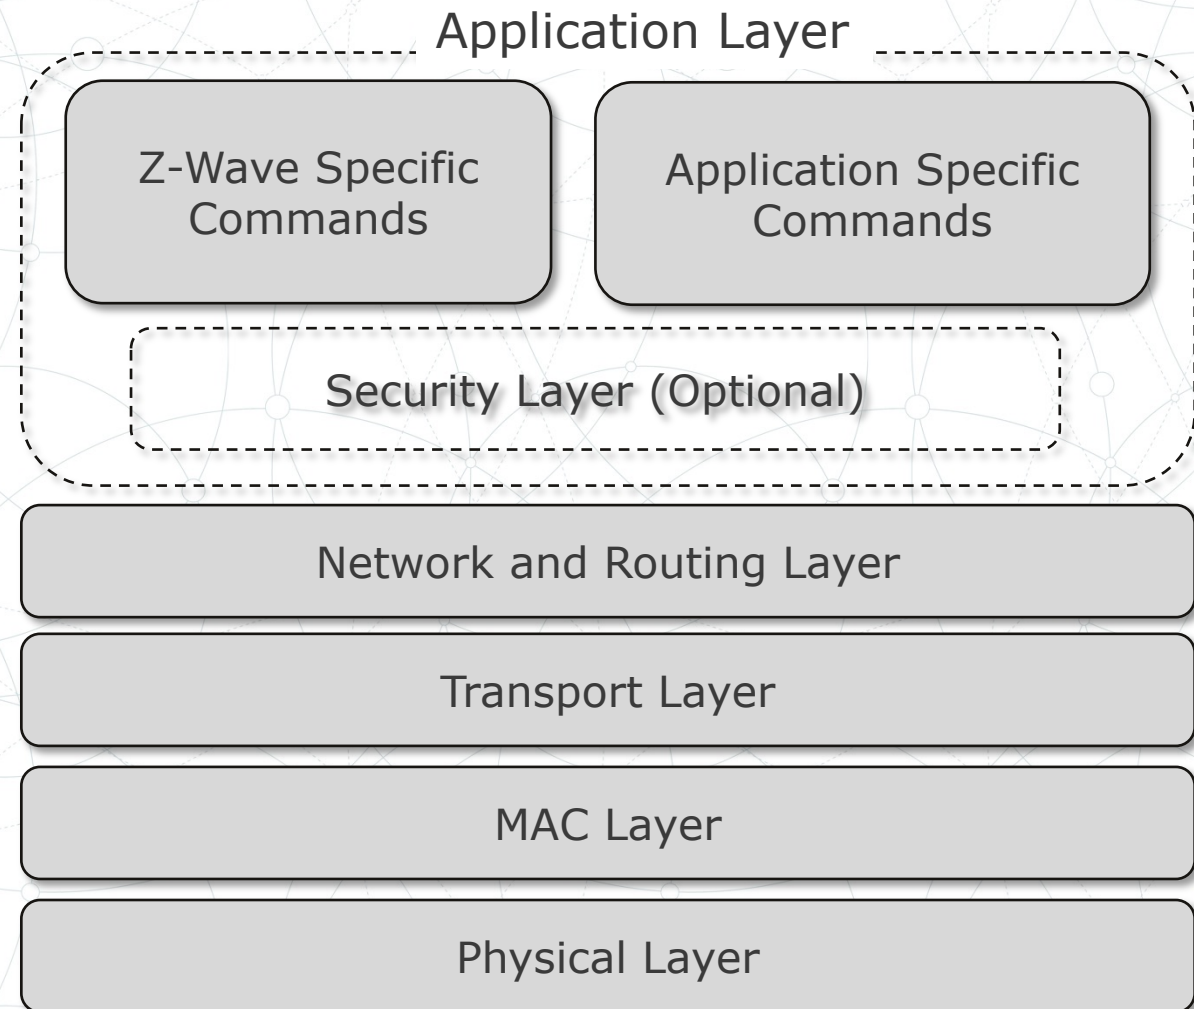 Application Layer
Z-Wave Specific
Commands
Application Specific
Commands
Security Layer (Optional)
Network and Routing Layer
Transport Layer
MAC Layer
Physical Layer